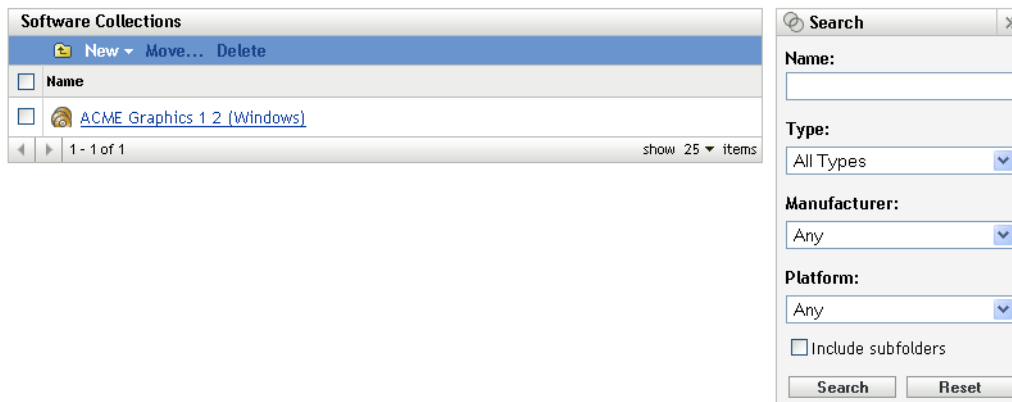 Software Collections
New Move... Delete
Name
ACME Graphics 1 2 (Windows)
1 - 1 of 1 show 25 items
Search
Name:
Type:
All Types
Manufacturer:
Any
Platform:
Any
Include subfolders
Search Reset